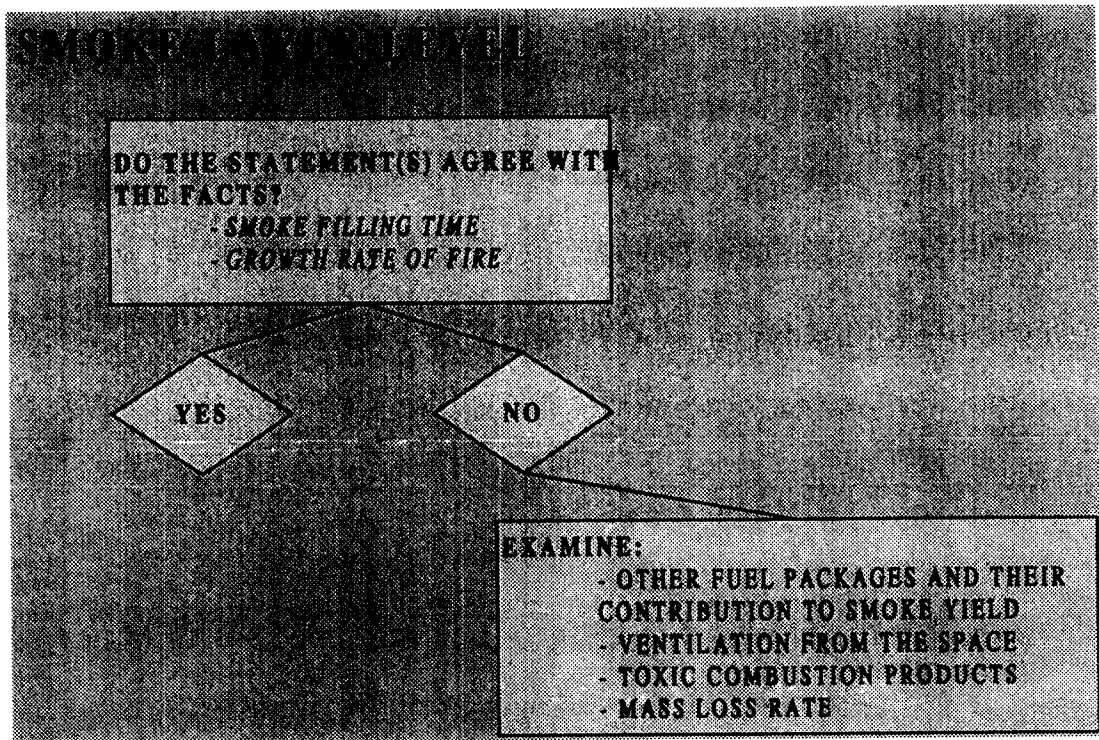 SMOKE LAYER LEVEL
DO THE STATEMENT(S) AGREE WITH
THE FACTS?
- SMOKE FILLING TIME
- GROWTH RATE OF FIRE
YES
NO
EXAMINE:
- OTHER FUEL PACKAGES AND THEIR
CONTRIBUTION TO SMOKE YIELD
- VENTILATION FROM THE SPACE
- TOXIC COMBUSTION PRODUCTS
- MASS LOSS RATE